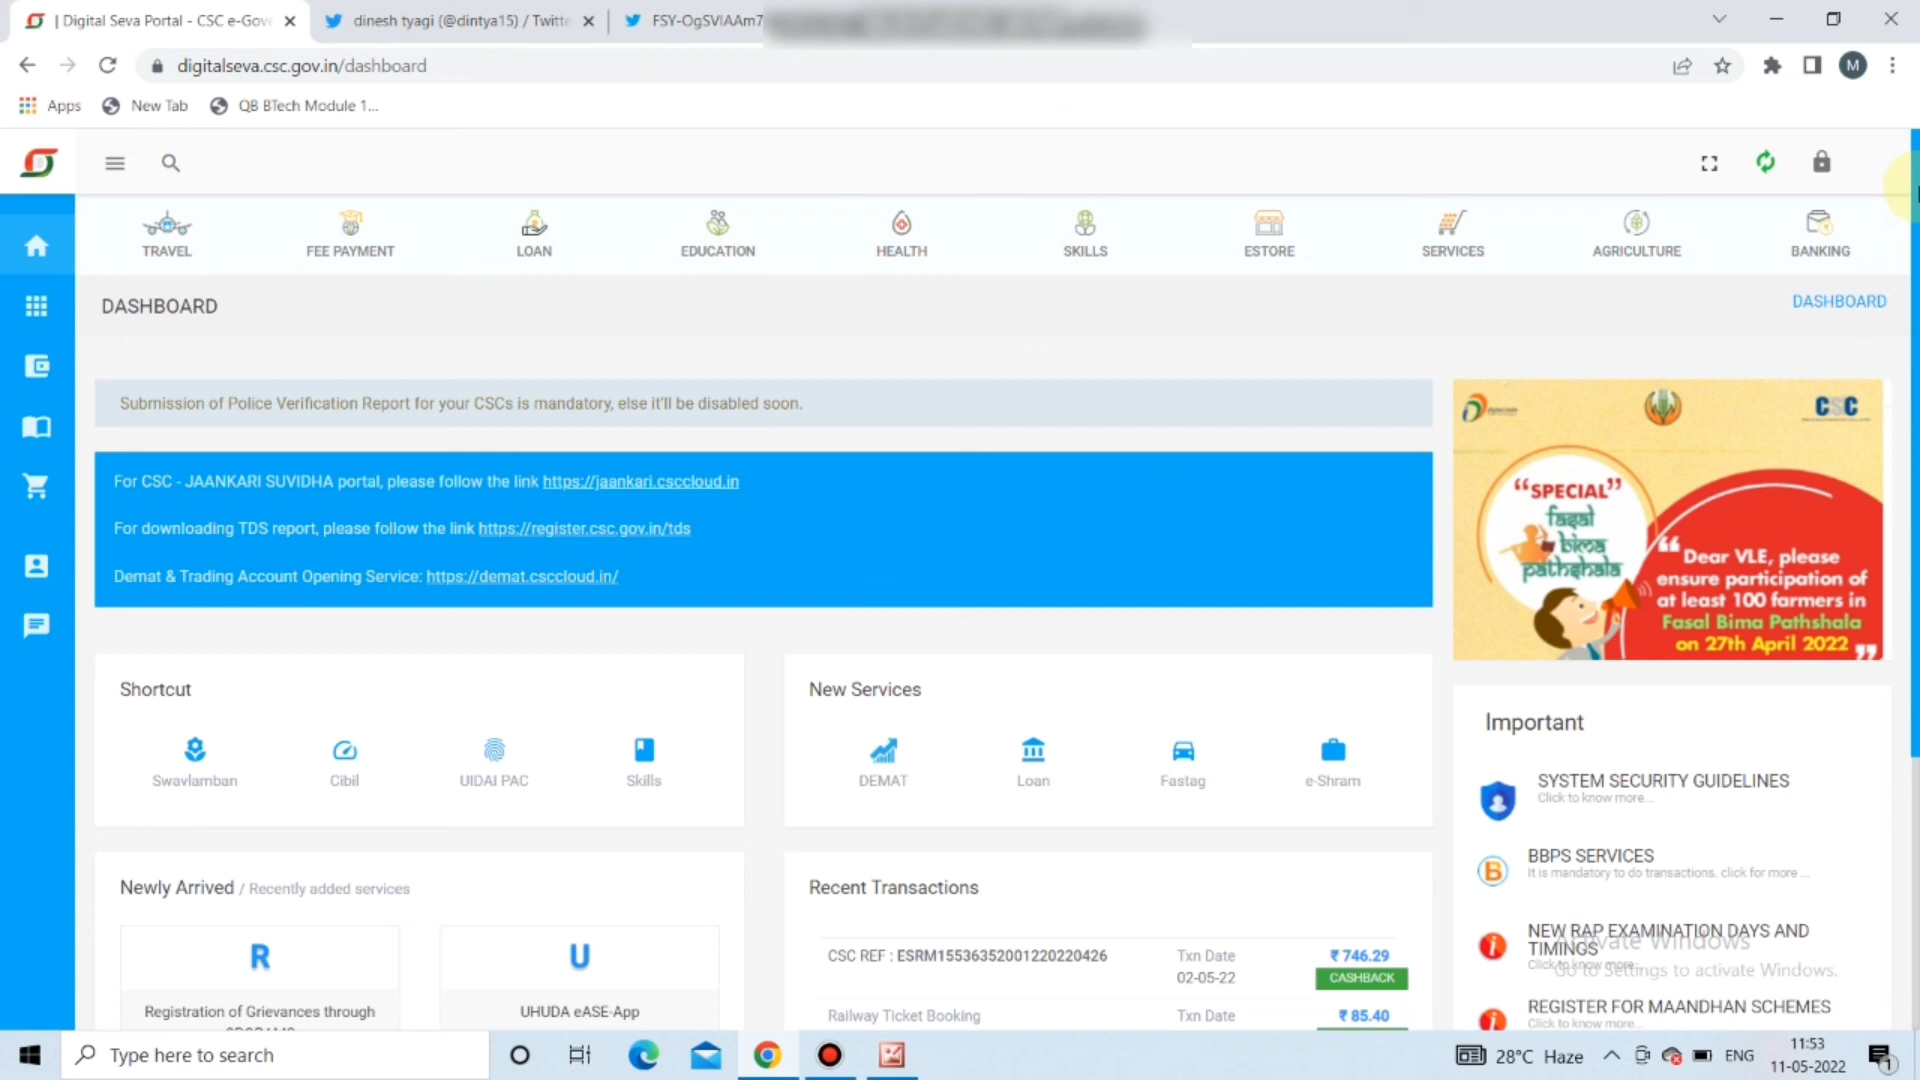 | Digital Seva Portal - CSC e-Gove
dinesh tyagi (@dintya15) / Twitte
FSY-OgSVIAAm7
digitalseva.csc.gov.in/dashboard
M
Apps
New Tab
QB BTech Module 1...
TRAVEL
FEE PAYMENT
LOAN
EDUCATION
HEALTH
SKILLS
ESTORE
SERVICES
AGRICULTURE
BANKING
DASHBOARD
DASHBOARD
Submission of Police Verification Report for your CSCs is mandatory, else it'll be disabled soon.
For CSC - JAANKARI SUVIDHA portal, please follow the link https://jaankari.csccloud.in
For downloading TDS report, please follow the link https://register.csc.gov.in/tds
Demat & Trading Account Opening Service: https://demat.csccloud.in/
CSC
“SPECIAL”
fasal
bima
pathshala
“Dear VLE, please
ensure participation of
at least 100 farmers in
Fasal Bima Pathshala
on 27th April 2022”
Shortcut
Swavlamban
Cibil
UIDAI PAC
Skills
New Services
DEMAT
Loan
Fastag
e-Shram
Important
SYSTEM SECURITY GUIDELINES
Click to know more...
B
BBPS SERVICES
It is mandatory to do transactions. click for more ...
NEW RAP EXAMINATION DAYS AND
TIMINGS
Click to know more...
REGISTER FOR MAANDHAN SCHEMES
Click to know more...
Newly Arrived / Recently added services
R
Registration of Grievances through
U
UHUDA eASE-App
Recent Transactions
CSC REF : ESRM15536352001220220426
Txn Date
02-05-22
₹ 746.29
CASHBACK
Railway Ticket Booking
Txn Date
₹ 85.40
Activate Windows
Go to Settings to activate Windows.
Type here to search
28°C Haze
ENG
11:53
11-05-2022
1